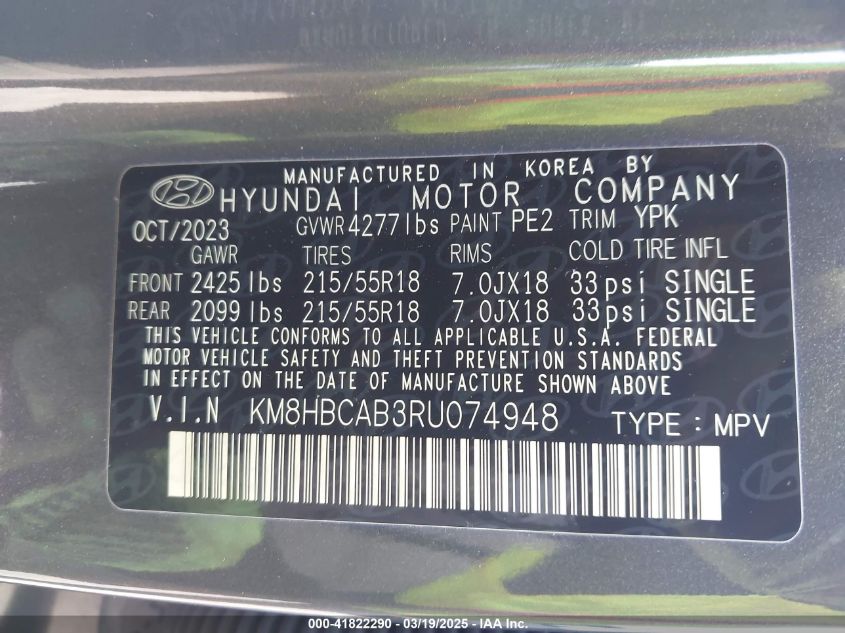 MANUFACTURED IN KOREA BY
HYUNDAI MOTOR COMPANY
OCT/2023 GVWR 4277 lbs PAINT PE2 TRIM YPK
GAWR TIRES RIMS COLD TIRE INFL
FRONT 2425 lbs 215/55R18 7.0JX18 33psi SINGLE
REAR 2099 lbs 215/55R18 7.0JX18 33psi SINGLE
THIS VEHICLE CONFORMS TO ALL APPLICABLE U.S.A. FEDERAL
MOTOR VEHICLE SAFETY AND THEFT PREVENTION STANDARDS
IN EFFECT ON THE DATE OF MANUFACTURE SHOWN ABOVE
V.I.N KM8HBCAB3RU074948 TYPE : MPV
000-41822290 - 03/19/2025 - IAA Inc.